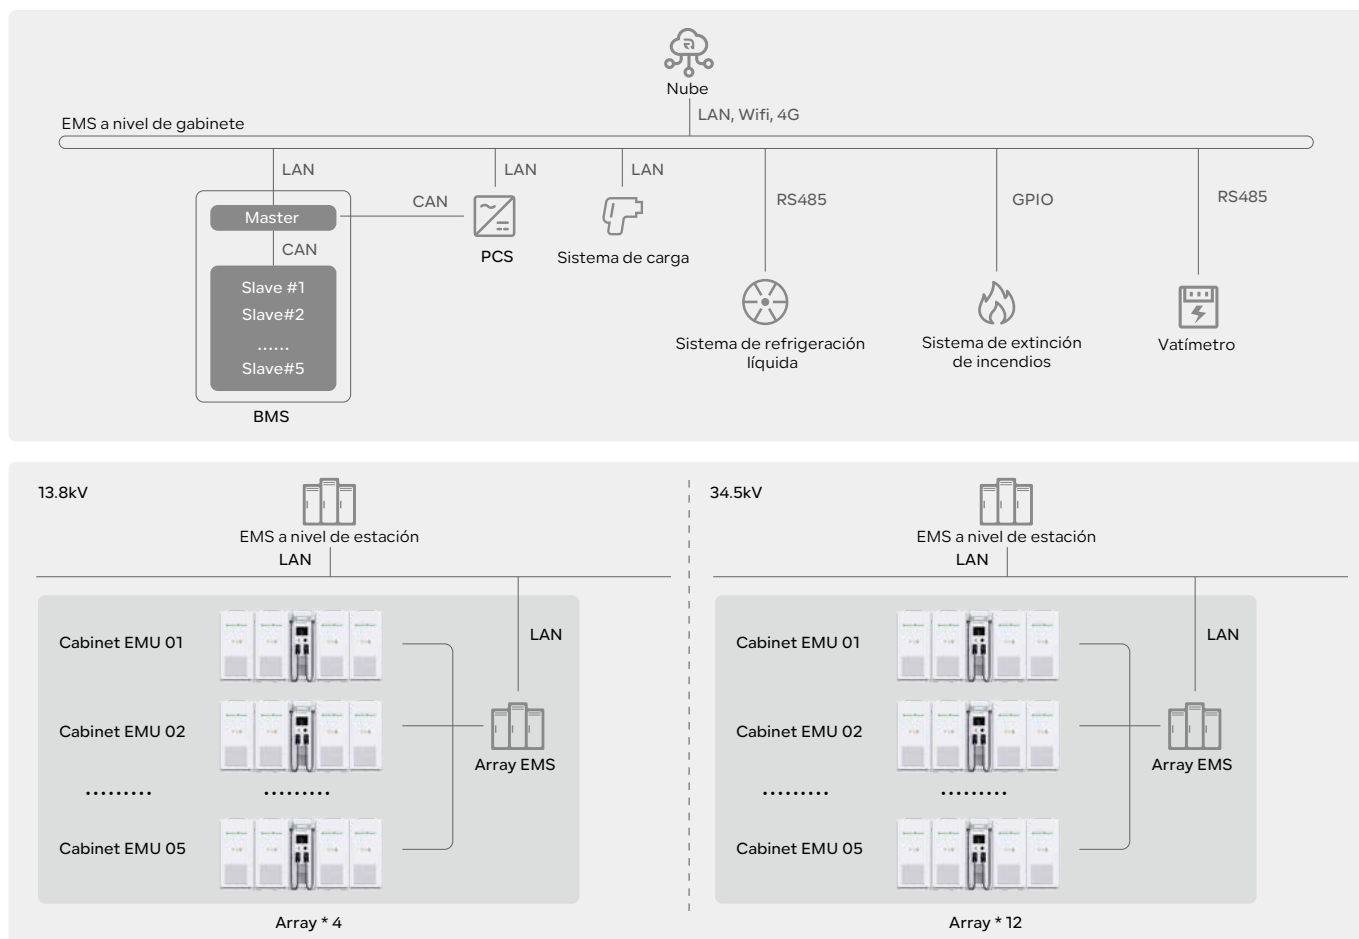 Nube
LAN, Wifi, 4G
EMS a nivel de gabinete
LAN
LAN
LAN
RS485
GPIO
RS485
Master
CAN
CAN
PCS
Sistema de carga
Slave #1
Slave#2
......
Slave#5
BMS
Sistema de refrigeración
líquida
Sistema de extinción
de incendios
Vatímetro
13.8kV
EMS a nivel de estación
LAN
LAN
Cabinet EMU 01
Cabinet EMU 02
Array EMS
......... .........
Cabinet EMU 05
Array * 4
34.5kV
EMS a nivel de estación
LAN
LAN
Cabinet EMU 01
Cabinet EMU 02
Array EMS
......... .........
Cabinet EMU 05
Array * 12